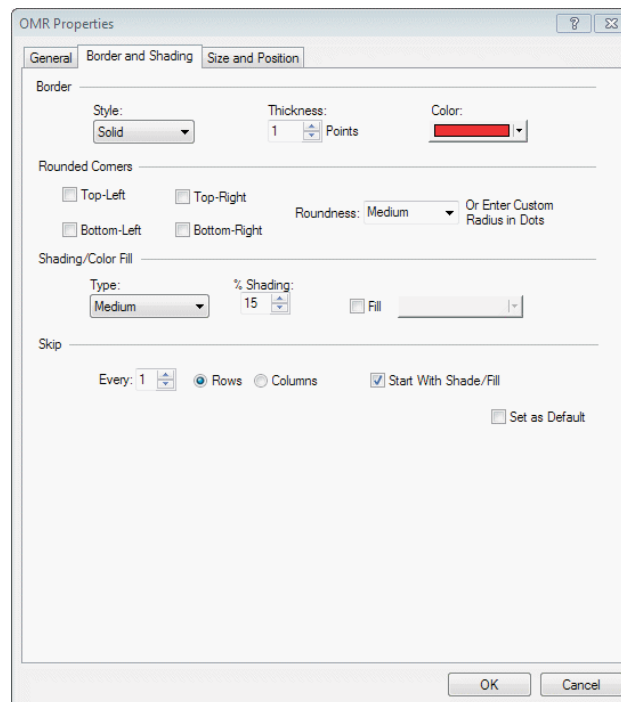 OMR Properties
General Border and Shading Size and Position
Border
Style: Thickness: Color:
Solid 1 Points
Rounded Corners
Top-Left Top-Right
Roundness: Medium Or Enter Custom
Radius in Dots
Bottom-Left Bottom-Right
Shading/Color Fill
Type: % Shading:
Medium 15 Fill
Skip
Every: 1 Rows Columns Start With Shade/Fill
Set as Default
OK Cancel